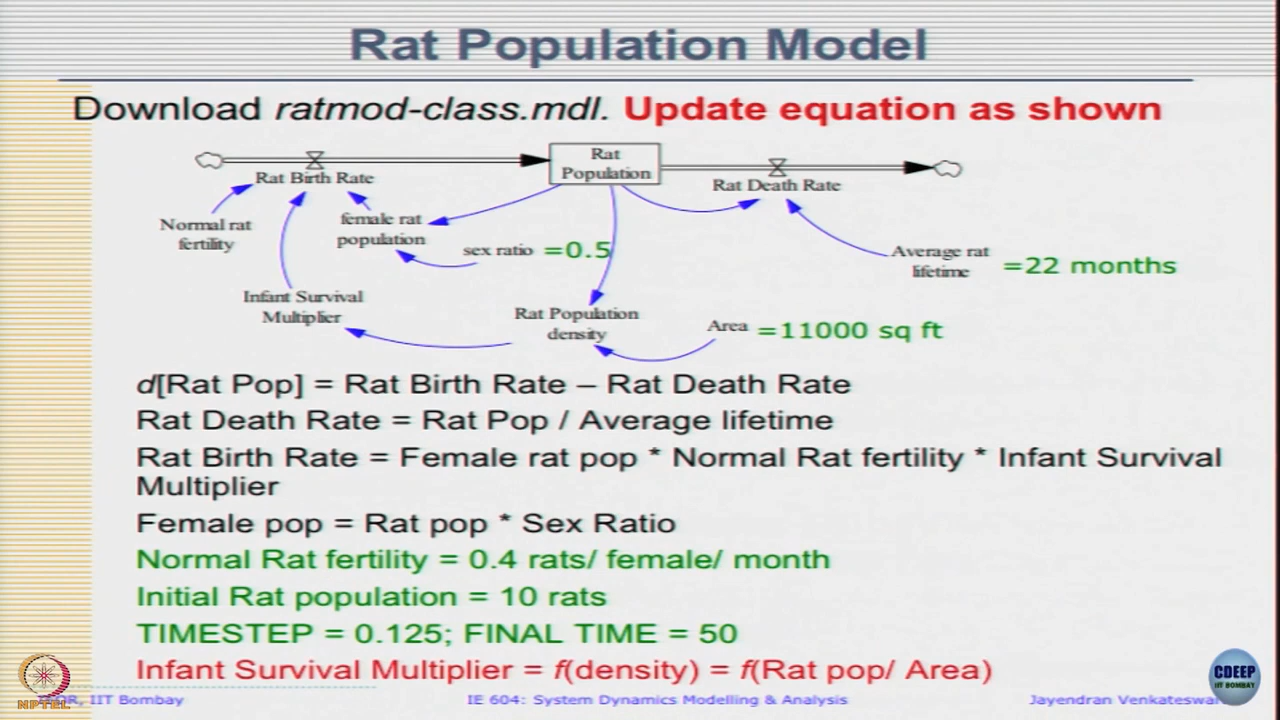 Rat Population Model
Download ratmod-class.mdl. Update equation as shown
Rat
Population
Rat Birth Rate
Rat Death Rate
Normal rat
fertility
female rat
population
sex ratio =0.5
Average rat
lifetime =22 months
Infant Survival
Multiplier
Rat Population
density
Area =11000 sq ft
d[Rat Pop] = Rat Birth Rate – Rat Death Rate
Rat Death Rate = Rat Pop / Average lifetime
Rat Birth Rate = Female rat pop * Normal Rat fertility * Infant Survival
Multiplier
Female pop = Rat pop * Sex Ratio
Normal Rat fertility = 0.4 rats/ female/ month
Initial Rat population = 10 rats
TIMESTEP = 0.125; FINAL TIME = 50
Infant Survival Multiplier = f(density) = f(Rat pop/ Area)
IIT Bombay
IE 604: System Dynamics Modelling & Analysis
Jayendran
NPTEL
CDEEP
IIT BOMBAY